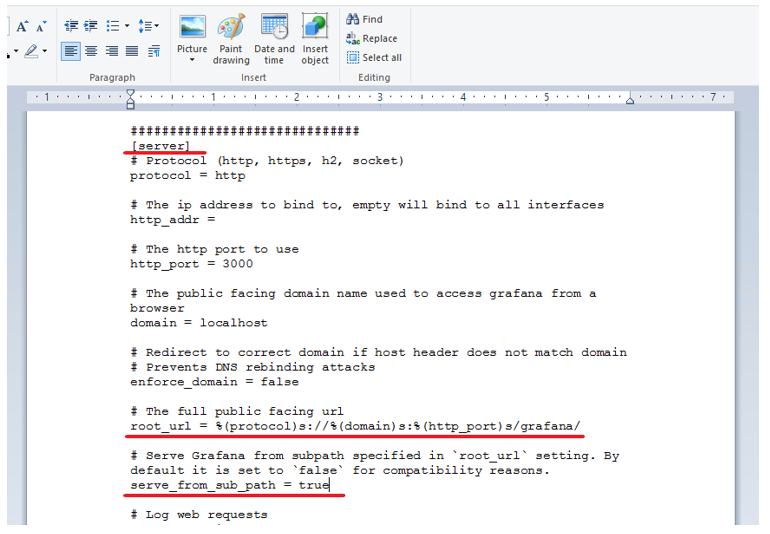 A A
Find
Replace
Select all
Picture
Paint drawing
Date and time
Insert object
Paragraph
Insert
Editing
1 1 2 3 4 5 7
##############################
[server]
# Protocol (http, https, h2, socket)
protocol = http
# The ip address to bind to, empty will bind to all interfaces
http_addr =
# The http port to use
http_port = 3000
# The public facing domain name used to access grafana from a
browser
domain = localhost
# Redirect to correct domain if host header does not match domain
# Prevents DNS rebinding attacks
enforce_domain = false
# The full public facing url
root_url = %(protocol)s://%(domain)s:%(http_port)s/grafana/
# Serve Grafana from subpath specified in `root_url` setting. By
default it is set to `false` for compatibility reasons.
serve_from_sub_path = true
# Log web requests